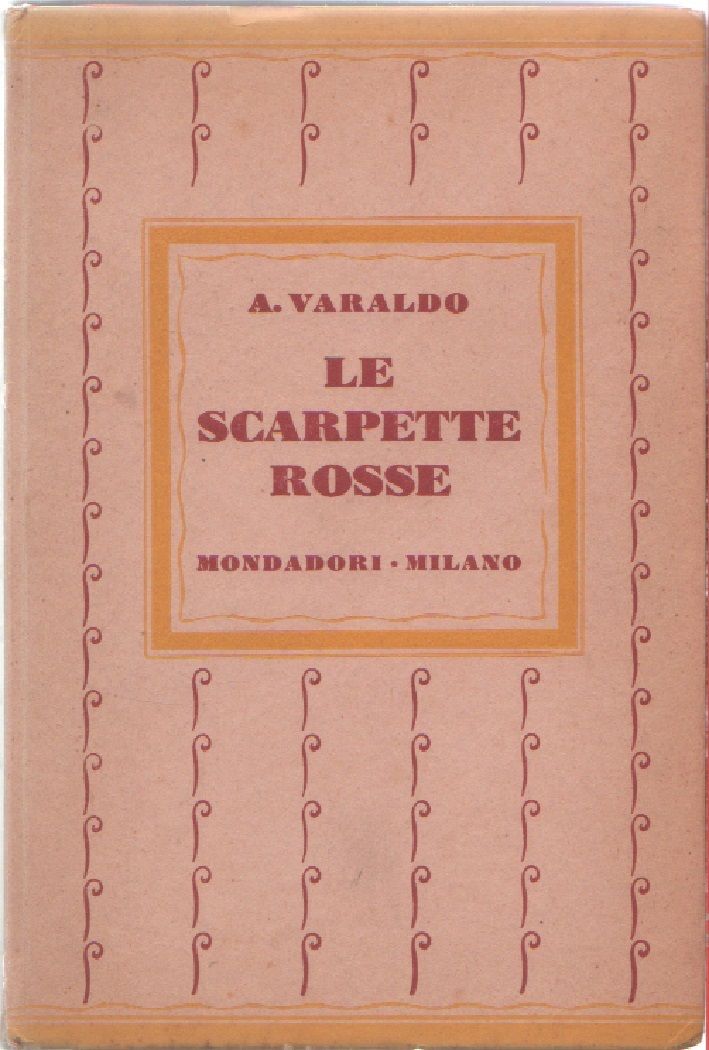 A. VARALDO
LE
SCARPETTE
ROSSE
MONDADORI • MILANO